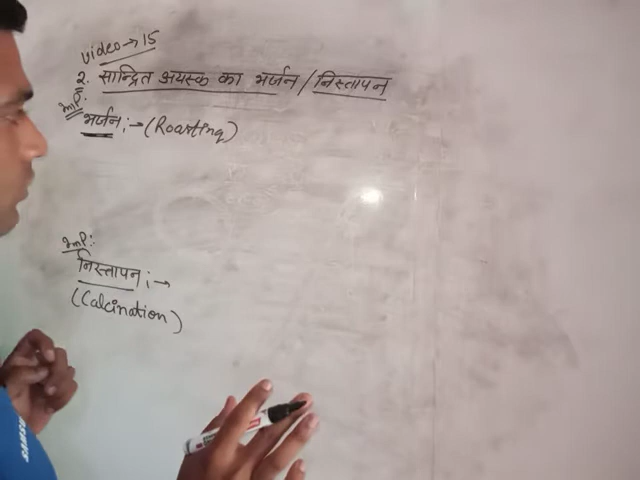 video → 15
2. सान्द्रित अयस्क का भर्जन / निस्तापन
Imp:
भर्जन :→ (Roasting)
Imp:
निस्तापन :→
(Calcination)